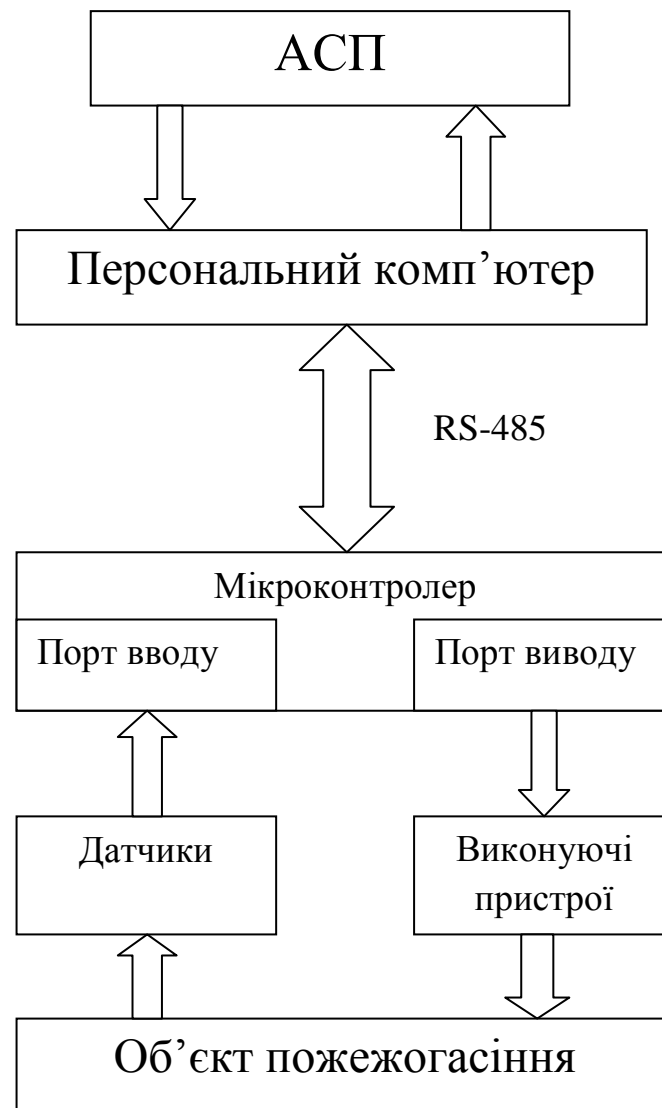 АСП
Персональний комп’ютер
RS-485
Мікроконтролер
Порт вводу
Порт виводу
Датчики
Виконуючі
пристрої
Об’єкт пожежогасіння